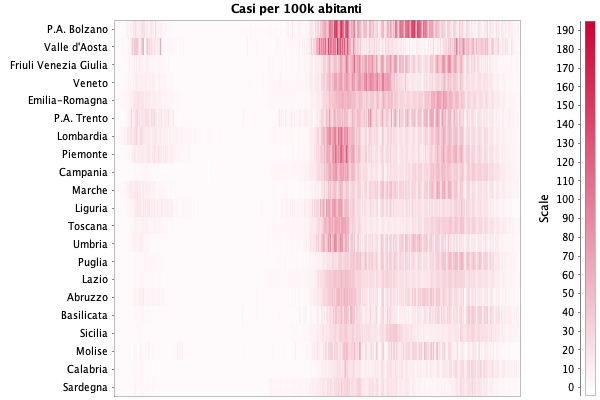 Casi per 100k abitanti
P.A. Bolzano
Valle d'Aosta
Friuli Venezia Giulia
Veneto
Emilia-Romagna
P.A. Trento
Lombardia
Piemonte
Campania
Marche
Liguria
Toscana
Umbria
Puglia
Lazio
Abruzzo
Basilicata
Sicilia
Molise
Calabria
Sardegna
Scale
190
180
170
160
150
140
130
120
110
100
90
80
70
60
50
40
30
20
10
0